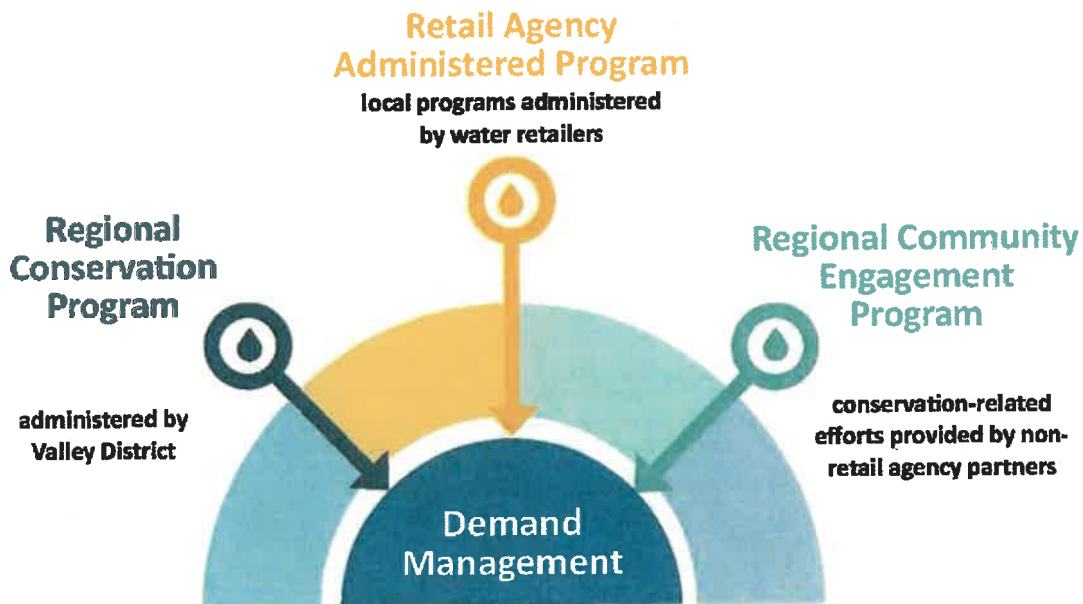 Retail Agency
Administered Program
local programs administered
by water retailers
Regional
Conservation
Program
administered by
Valley District
Regional Community
Engagement
Program
conservation-related
efforts provided by non-
retail agency partners
Demand
Management